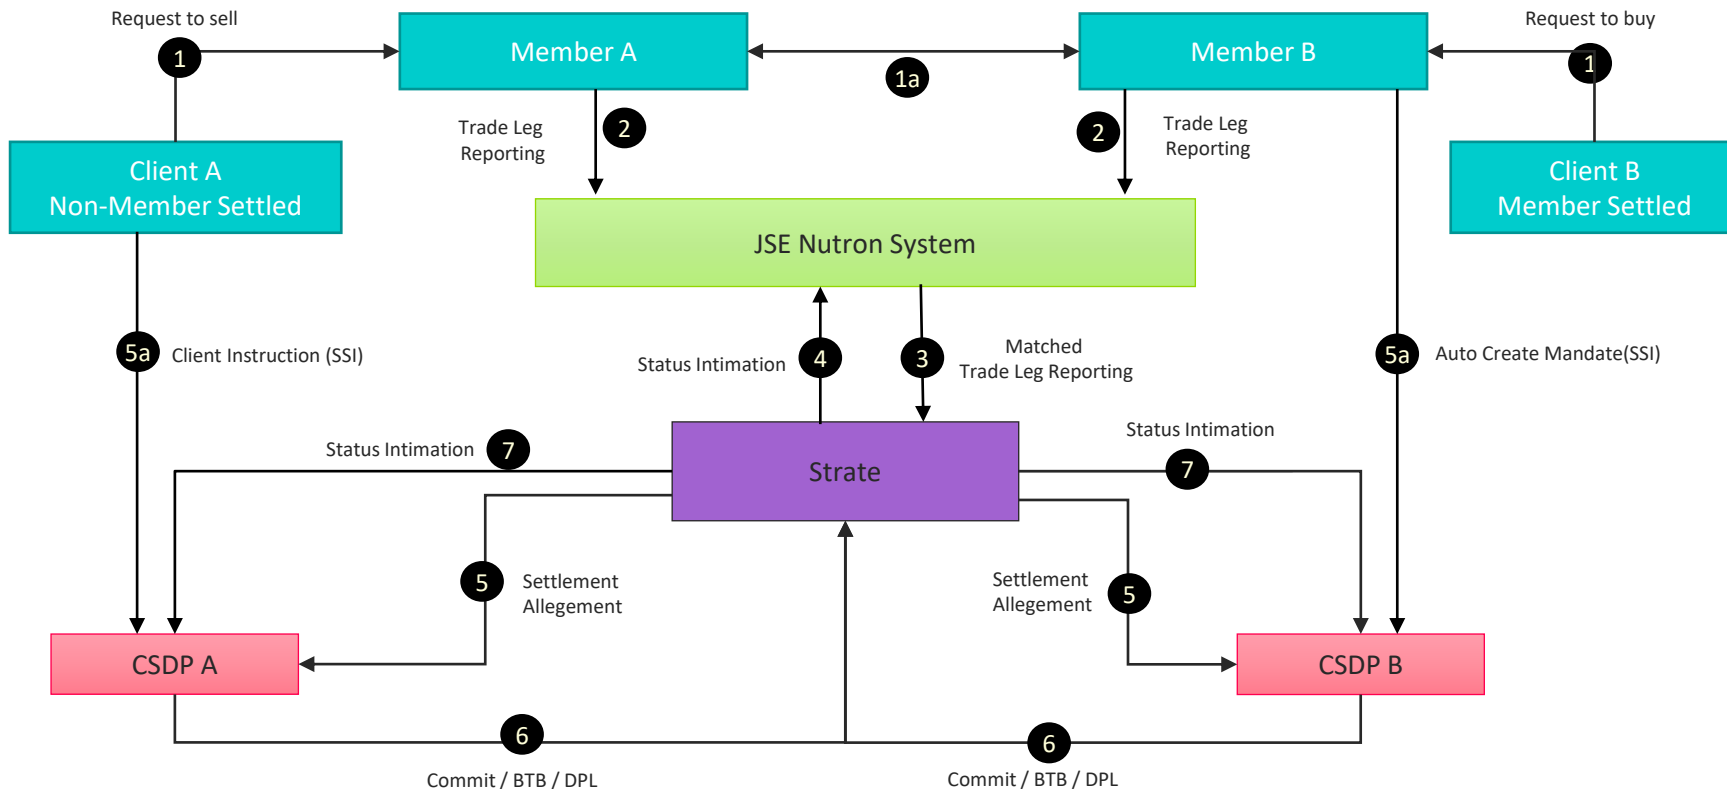 Request to sell
Request to buy
1
Member A
1a
Member B
1
2
Trade Leg
Reporting
2
Trade Leg
Reporting
Client A
Non-Member Settled
Client B
Member Settled
JSE Nutron System
5a
Client Instruction (SSI)
Status Intimation
4
3
Matched
Trade Leg Reporting
5a
Auto Create Mandate(SSI)
Status Intimation
7
Strate
Status Intimation
7
5
Settlement
Allegement
Settlement
Allegement
5
CSDP A
CSDP B
6
6
Commit / BTB / DPL
Commit / BTB / DPL